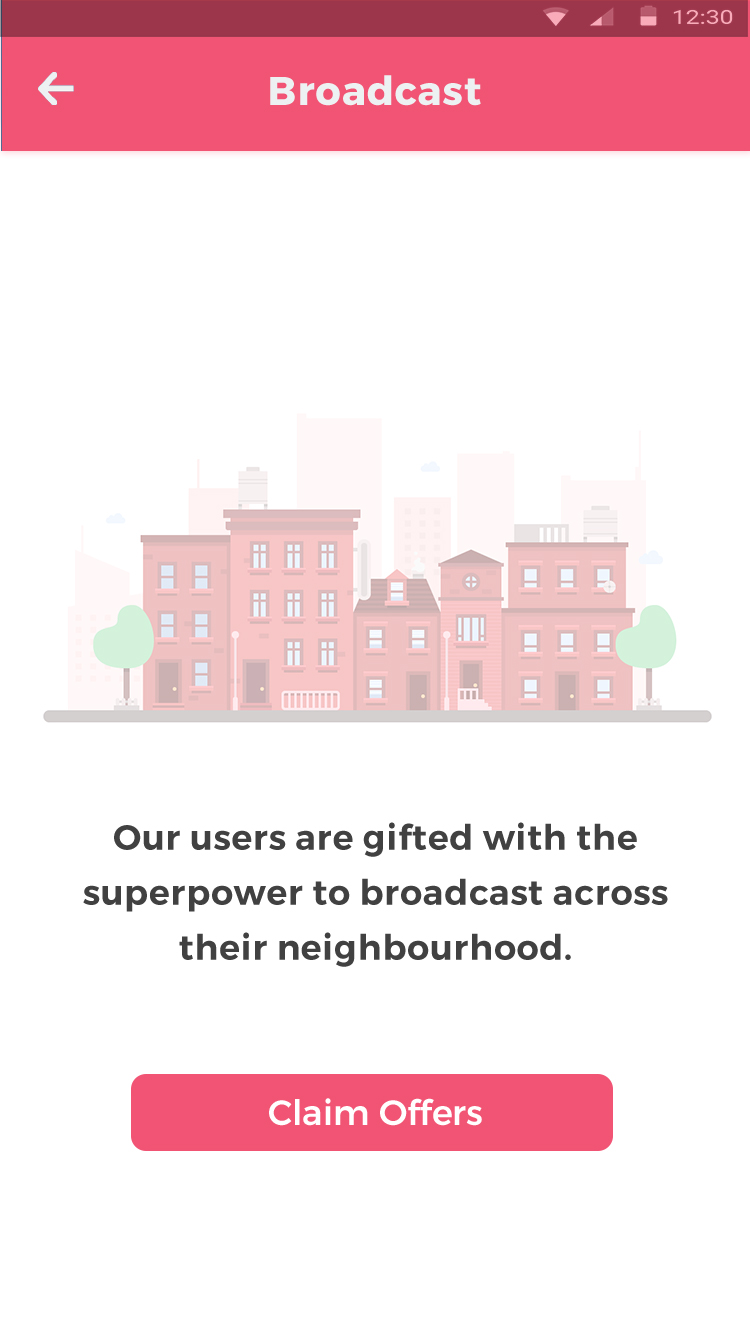 12:30
Broadcast
Our users are gifted with the
superpower to broadcast across
their neighbourhood.
Claim Offers